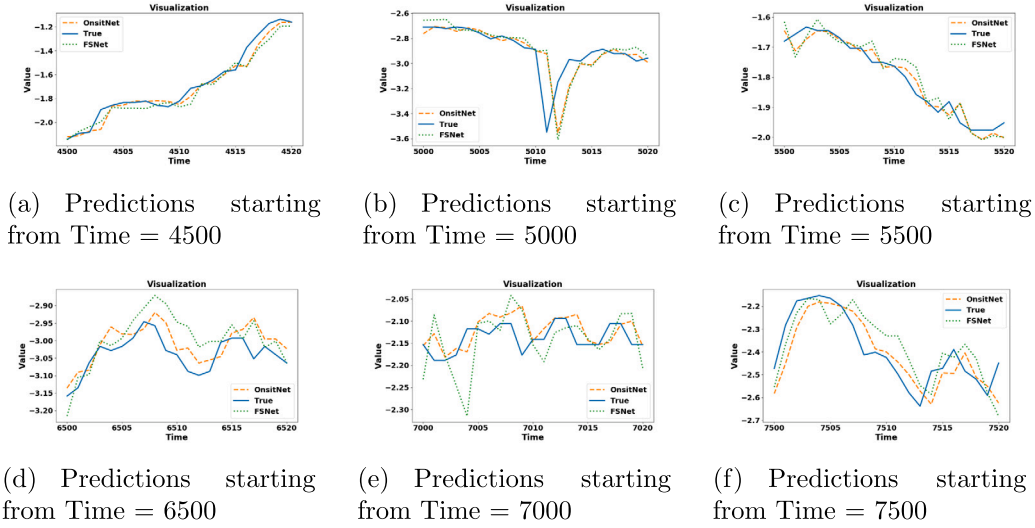 Visualization
OnsitNet
True
FSNet
Value
−1.2
−1.4
−1.6
−1.8
−2.0
4500 4505 4510 4515 4520
Time
Visualization
OnsitNet
True
FSNet
Value
−2.6
−2.8
−3.0
−3.2
−3.4
−3.6
5000 5005 5010 5015 5020
Time
Visualization
OnsitNet
True
FSNet
Value
−1.6
−1.7
−1.8
−1.9
−2.0
5500 5505 5510 5515 5520
Time
(a) Predictions starting
from Time = 4500
(b) Predictions starting
from Time = 5000
(c) Predictions starting
from Time = 5500
Visualization
OnsitNet
True
FSNet
Value
−2.90
−2.95
−3.00
−3.05
−3.10
−3.15
−3.20
6500 6505 6510 6515 6520
Time
Visualization
OnsitNet
True
FSNet
Value
−2.05
−2.10
−2.15
−2.20
−2.25
−2.30
7000 7005 7010 7015 7020
Time
Visualization
OnsitNet
True
FSNet
Value
−2.2
−2.3
−2.4
−2.5
−2.6
−2.7
7500 7505 7510 7515 7520
Time
(d) Predictions starting
from Time = 6500
(e) Predictions starting
from Time = 7000
(f) Predictions starting
from Time = 7500